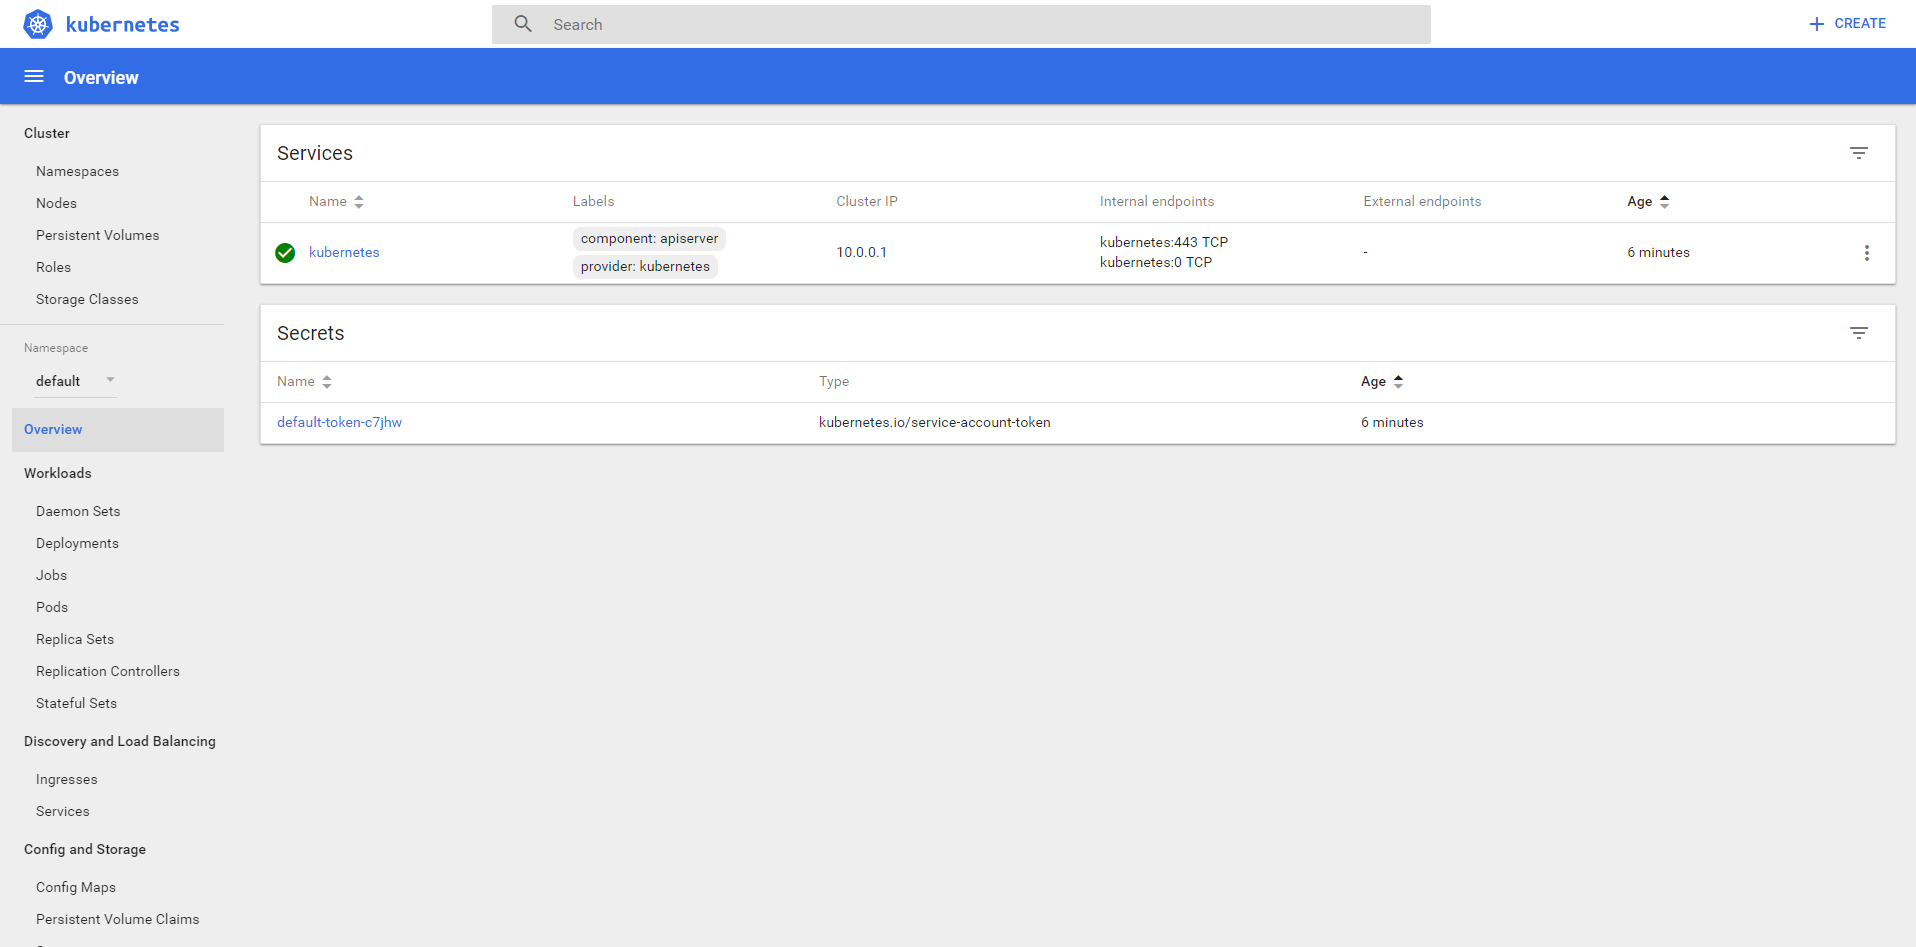 kubernetes
Search
CREATE
Overview
Cluster
Namespaces
Nodes
Persistent Volumes
Roles
Storage Classes
Namespace
default
Overview
Workloads
Daemon Sets
Deployments
Jobs
Pods
Replica Sets
Replication Controllers
Stateful Sets
Discovery and Load Balancing
Ingresses
Services
Config and Storage
Config Maps
Persistent Volume Claims
Services
Name Labels Cluster IP Internal endpoints External endpoints Age
kubernetes component: apiserver 10.0.0.1 kubernetes:443 TCP - 6 minutes
provider: kubernetes kubernetes:0 TCP
Secrets
Name Type Age
default-token-c7jhw kubernetes.io/service-account-token 6 minutes